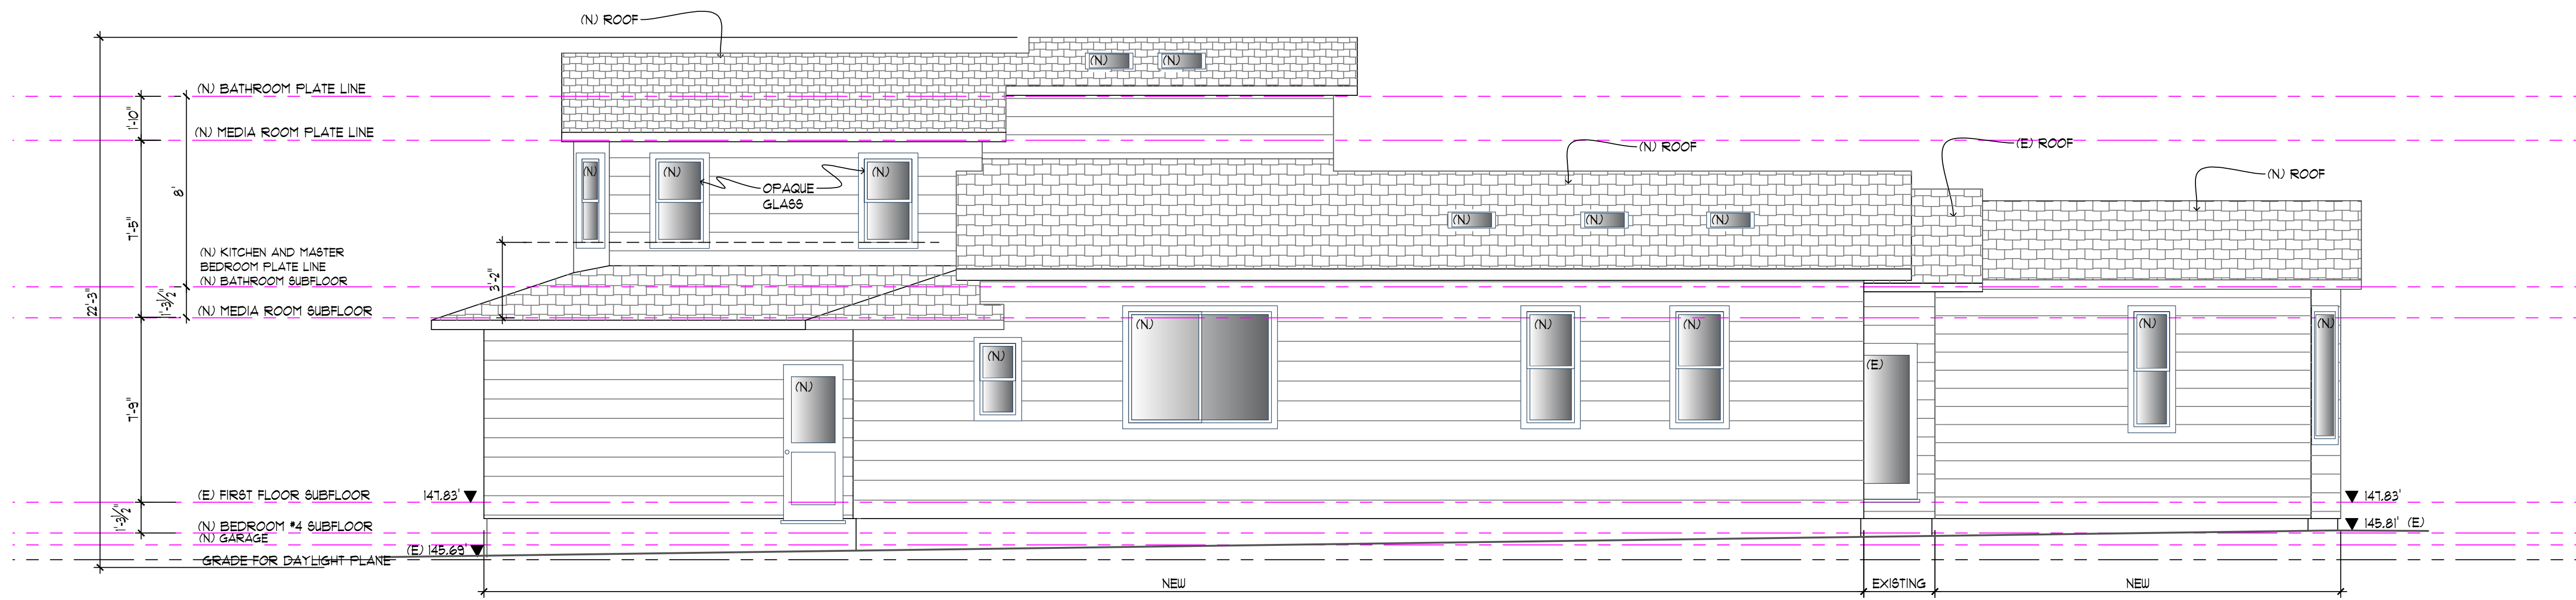 (N) ROOF
(N)
(N)
(N) BATHROOM PLATE LINE
1'-10"
(N) MEDIA ROOM PLATE LINE
(N) ROOF
(E) ROOF
(N) ROOF
(N)
(N)
(N)
OPAQUE
GLASS
8'
7'-5"
(N)
(N)
(N)
(N) KITCHEN AND MASTER
BEDROOM PLATE LINE
(N) BATHROOM SUBFLOOR
3'-2"
22'-3"
1'-3½"
(N) MEDIA ROOM SUBFLOOR
(N)
(N)
(N)
(N)
(N)
(N)
(E)
(N)
7'-9"
(E) FIRST FLOOR SUBFLOOR
147.83'
147.83'
1'-3½"
(N) BEDROOM #4 SUBFLOOR
(N) GARAGE
145.81' (E)
(E) 145.69'
GRADE FOR DAYLIGHT PLANE
NEW
EXISTING
NEW